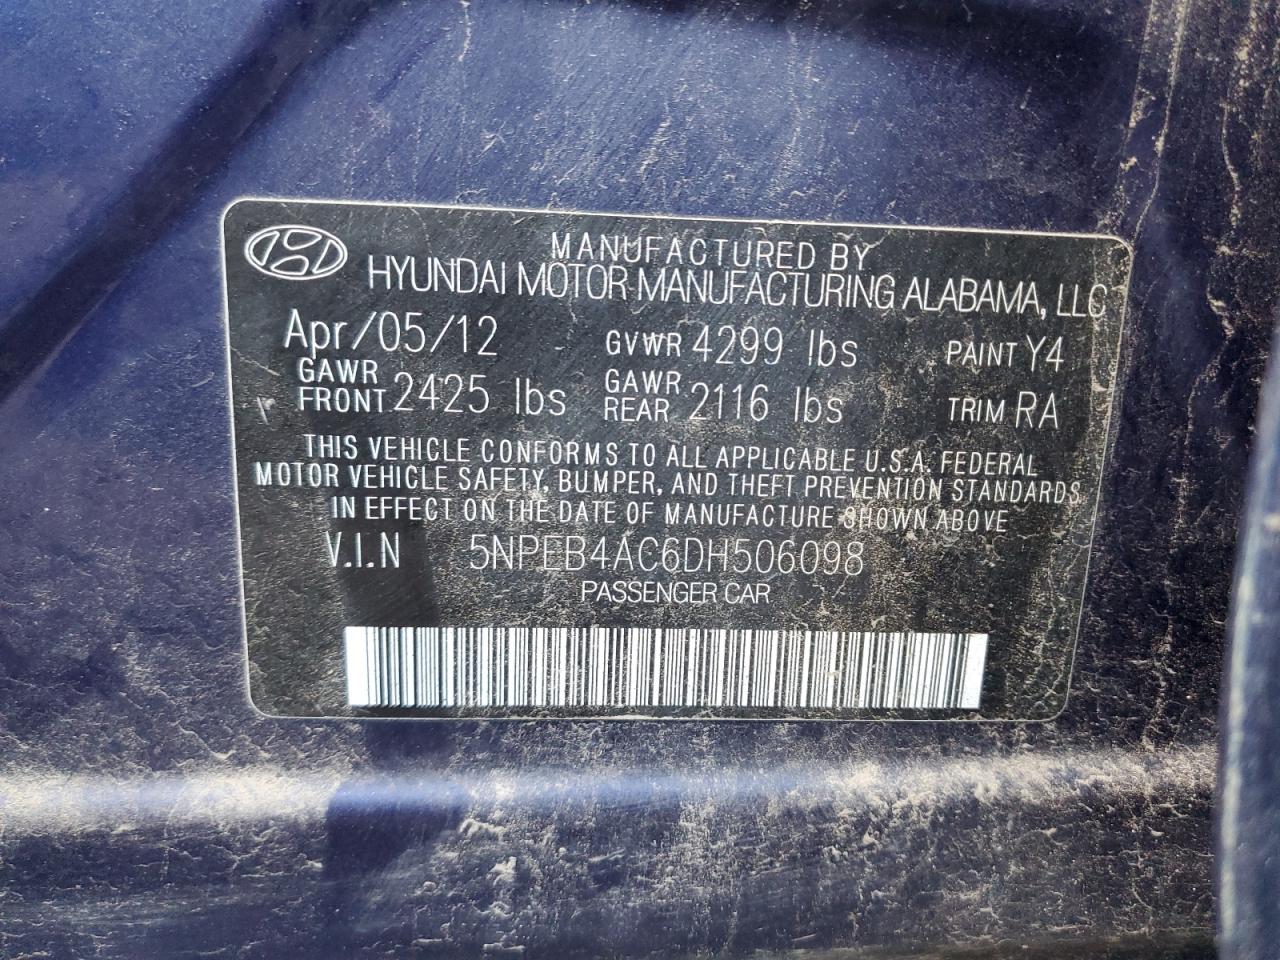 MANUFACTURED BY
HYUNDAI MOTOR MANUFACTURING ALABAMA, LLC
Apr/05/12 GVWR 4299 lbs PAINT Y4
GAWR FRONT 2425 lbs GAWR REAR 2116 lbs TRIM RA
THIS VEHICLE CONFORMS TO ALL APPLICABLE U.S.A. FEDERAL
MOTOR VEHICLE SAFETY, BUMPER, AND THEFT PREVENTION STANDARDS
IN EFFECT ON THE DATE OF MANUFACTURE SHOWN ABOVE
V.I.N 5NPEB4AC6DH506098
PASSENGER CAR